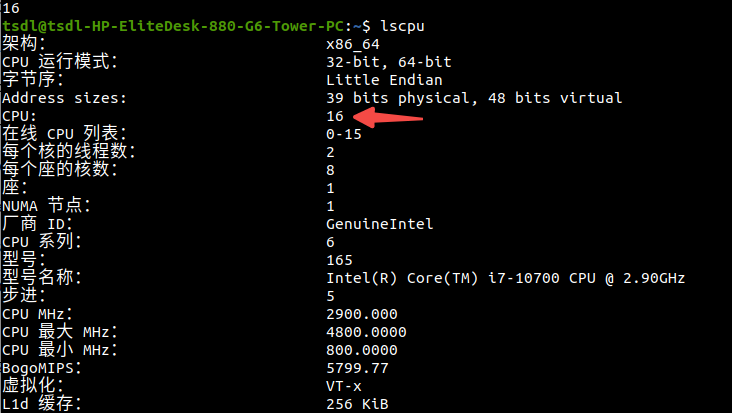 16
tsdl@tsdl-HP-EliteDesk-880-G6-Tower-PC:~$ lscpu
架构： x86_64
CPU 运行模式： 32-bit, 64-bit
字节序： Little Endian
Address sizes: 39 bits physical, 48 bits virtual
CPU: 16
在线 CPU 列表： 0-15
每个核的线程数： 2
每个座的核数： 8
座： 1
NUMA 节点： 1
厂商 ID： GenuineIntel
CPU 系列： 6
型号： 165
型号名称： Intel(R) Core(TM) i7-10700 CPU @ 2.90GHz
步进： 5
CPU MHz： 2900.000
CPU 最大 MHz： 4800.0000
CPU 最小 MHz： 800.0000
BogoMIPS： 5799.77
虚拟化： VT-x
L1d 缓存： 256 KiB